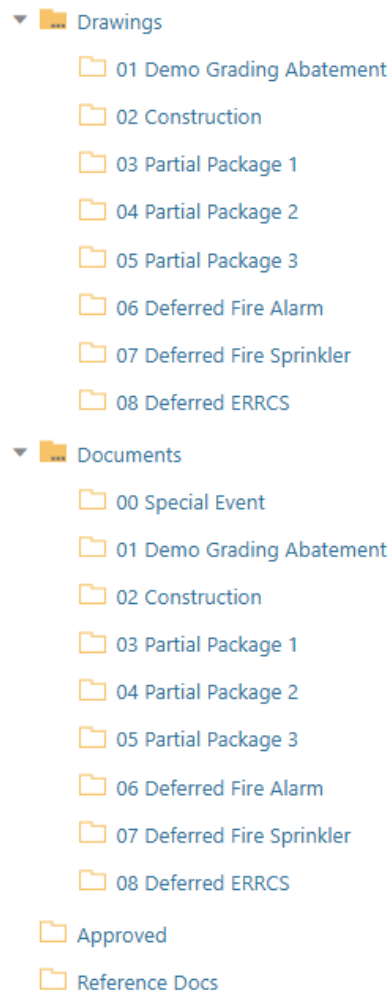 Drawings
01 Demo Grading Abatement
02 Construction
03 Partial Package 1
04 Partial Package 2
05 Partial Package 3
06 Deferred Fire Alarm
07 Deferred Fire Sprinkler
08 Deferred ERRCS
Documents
00 Special Event
01 Demo Grading Abatement
02 Construction
03 Partial Package 1
04 Partial Package 2
05 Partial Package 3
06 Deferred Fire Alarm
07 Deferred Fire Sprinkler
08 Deferred ERRCS
Approved
Reference Docs